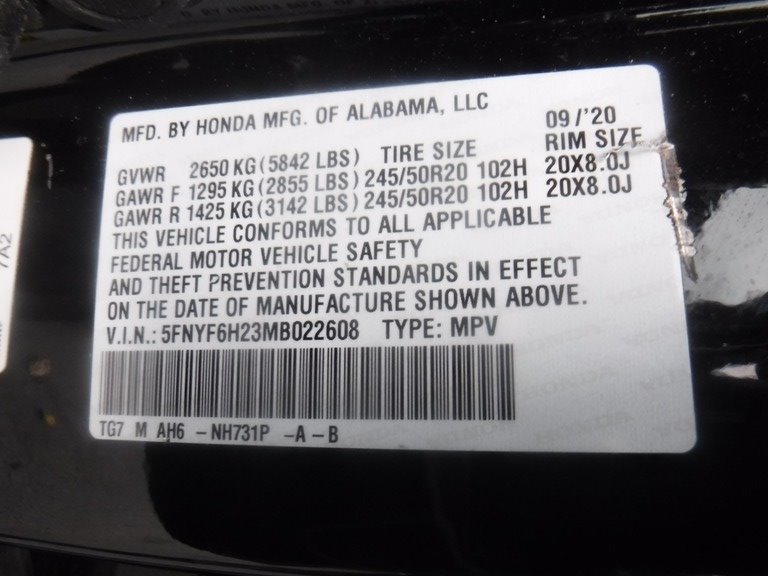 MFD. BY HONDA MFG. OF ALABAMA, LLC 09/'20
GVWR 2650 KG (5842 LBS) TIRE SIZE RIM SIZE
GAWR F 1295 KG (2855 LBS) 245/50R20 102H 20X8.0J
GAWR R 1425 KG (3142 LBS) 245/50R20 102H 20X8.0J
THIS VEHICLE CONFORMS TO ALL APPLICABLE
FEDERAL MOTOR VEHICLE SAFETY
AND THEFT PREVENTION STANDARDS IN EFFECT
ON THE DATE OF MANUFACTURE SHOWN ABOVE.
V.I.N.: 5FNYF6H23MB022608 TYPE: MPV
TG7 M AH6 -NH731P -A-B
7A2